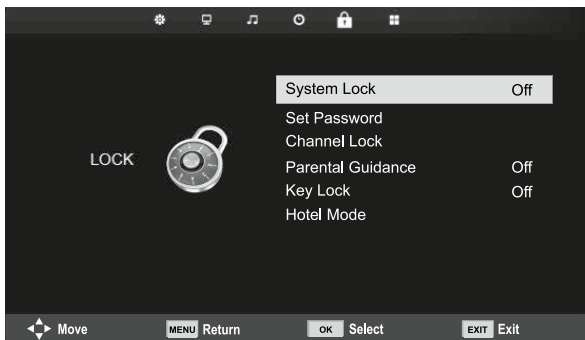 System Lock Off
Set Password
Channel Lock
LOCK
Parental Guidance Off
Key Lock Off
Hotel Mode
Move MENU Return OK Select EXIT Exit